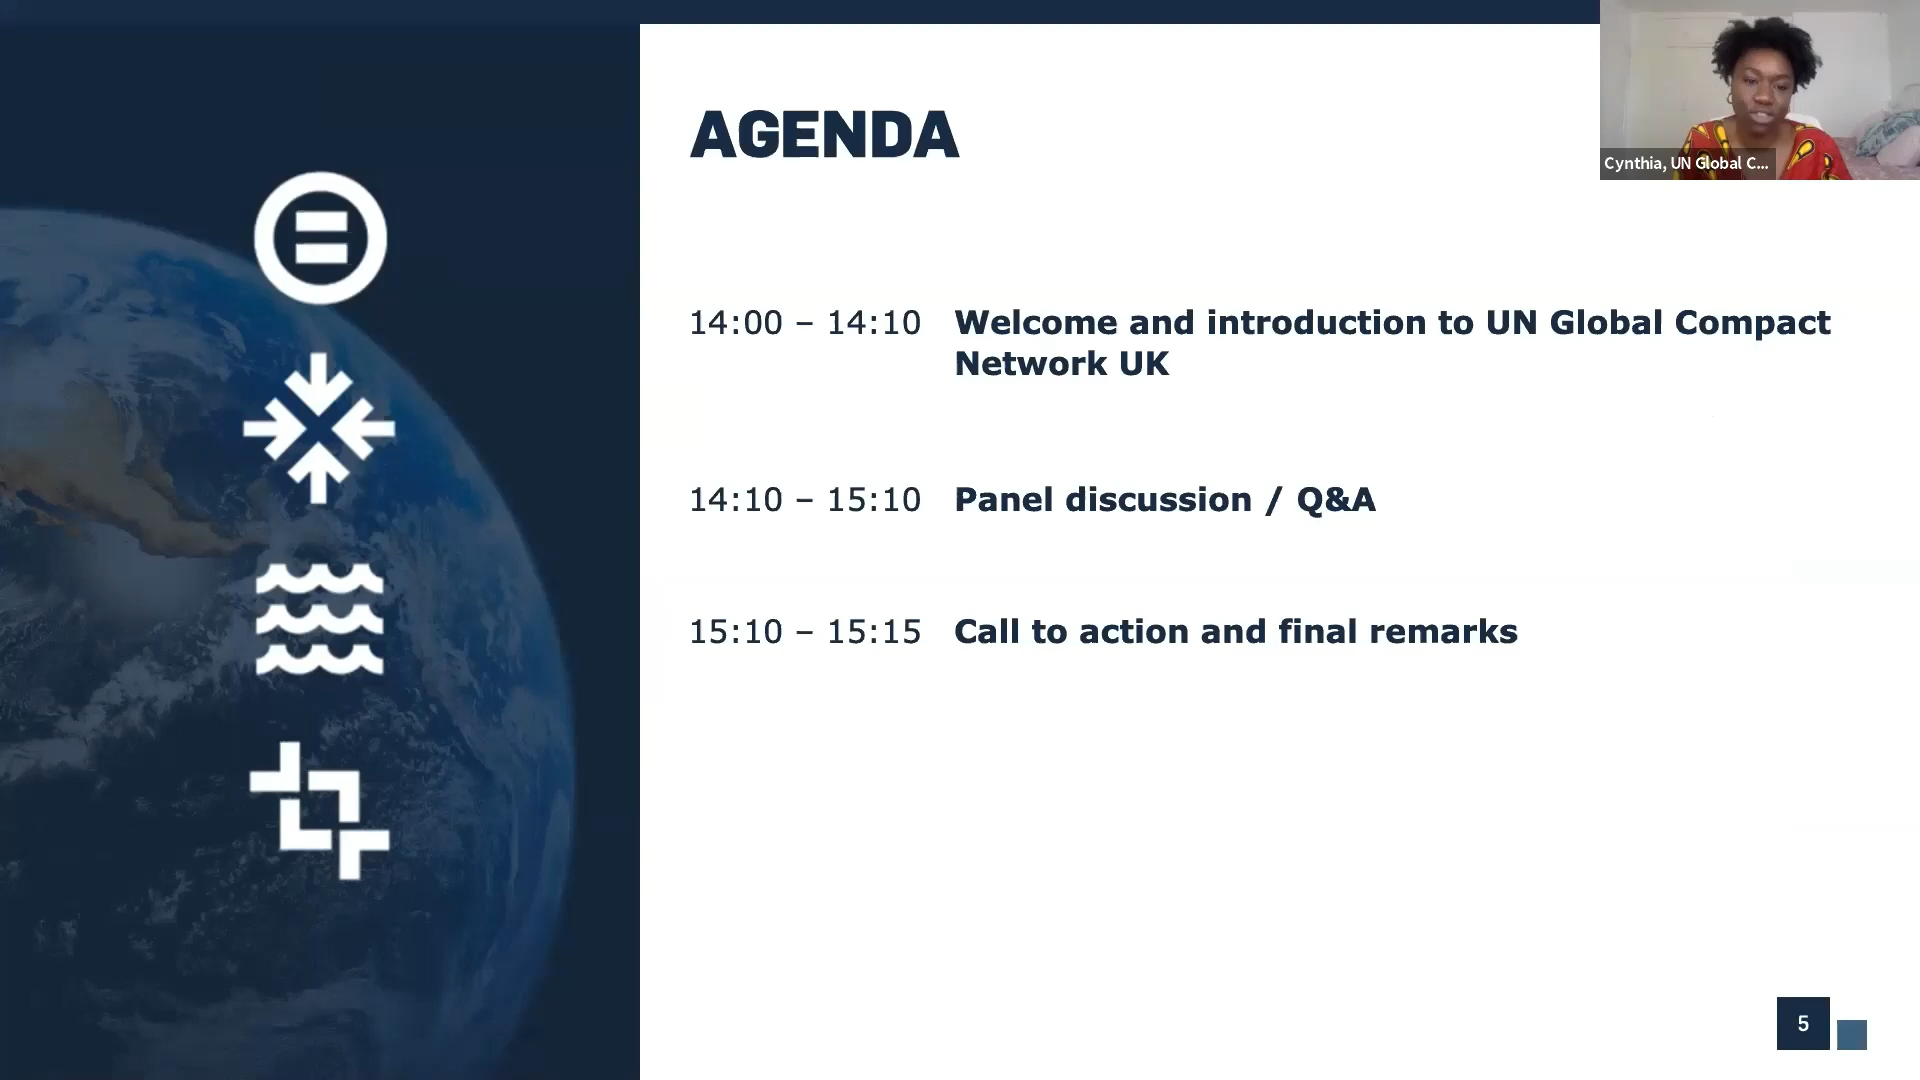 AGENDA
Cynthia, UN Global C...
14:00 – 14:10 Welcome and introduction to UN Global Compact
Network UK
14:10 – 15:10 Panel discussion / Q&A
15:10 – 15:15 Call to action and final remarks
5